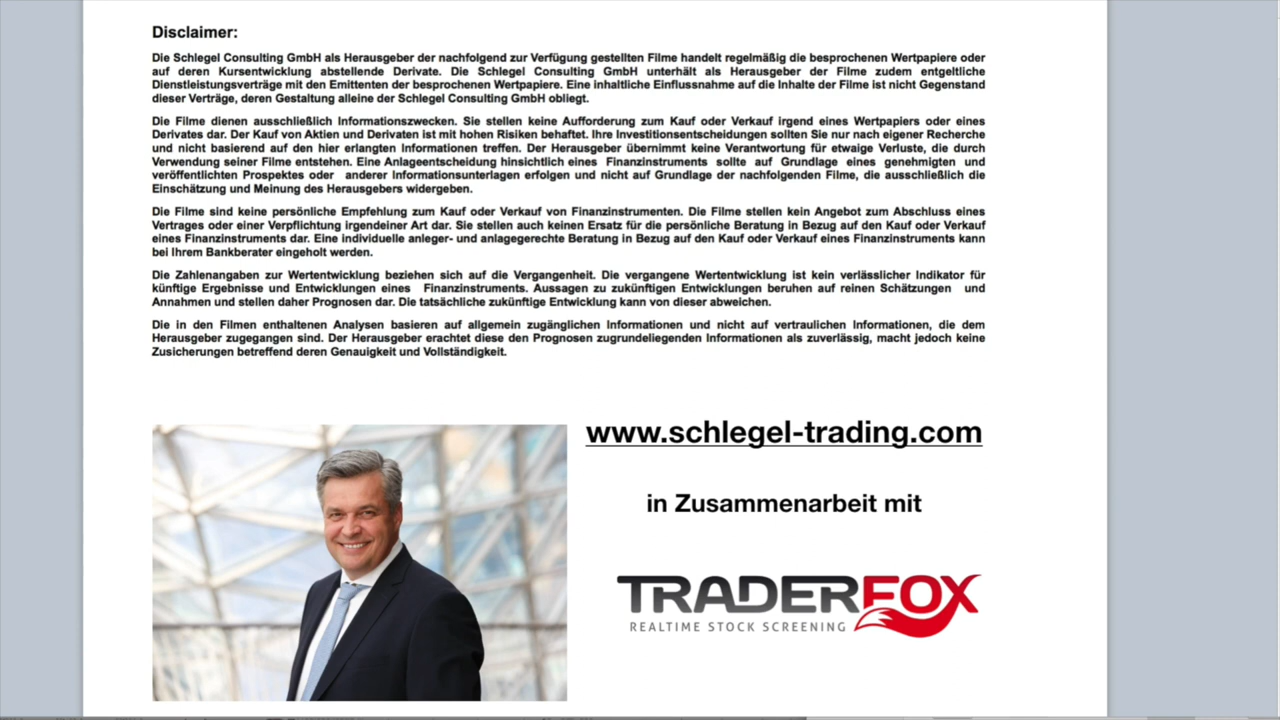 Disclaimer:
Die Schlegel Consulting GmbH als Herausgeber der nachfolgend zur Verfügung gestellten Filme handelt regelmäßig die besprochenen Wertpapiere oder
auf deren Kursentwicklung abstellende Derivate. Die Schlegel Consulting GmbH unterhält als Herausgeber der Filme zudem entgeltliche
Dienstleistungsverträge mit den Emittenten der besprochenen Wertpapiere. Eine inhaltliche Einflussnahme auf die Inhalte der Filme ist nicht Gegenstand
dieser Verträge, deren Gestaltung alleine der Schlegel Consulting GmbH obliegt.
Die Filme dienen ausschließlich Informationszwecken. Sie stellen keine Aufforderung zum Kauf oder Verkauf irgend eines Wertpapiers oder eines
Derivates dar. Der Kauf von Aktien und Derivaten ist mit hohen Risiken behaftet. Ihre Investitionsentscheidungen sollten Sie nur nach eigener Recherche
und nicht basierend auf den hier erlangten Informationen treffen. Der Herausgeber übernimmt keine Verantwortung für etwaige Verluste, die durch
Verwendung seiner Filme entstehen. Eine Anlageentscheidung hinsichtlich eines Finanzinstruments sollte auf Grundlage eines genehmigten und
veröffentlichten Prospektes oder anderer Informationsunterlagen erfolgen und nicht auf Grundlage der nachfolgenden Filme, die ausschließlich die
Einschätzung und Meinung des Herausgebers widergeben.
Die Filme sind keine persönliche Empfehlung zum Kauf oder Verkauf von Finanzinstrumenten. Die Filme stellen kein Angebot zum Abschluss eines
Vertrages oder einer Verpflichtung irgendeiner Art dar. Sie stellen auch keinen Ersatz für die persönliche Beratung in Bezug auf den Kauf oder Verkauf
eines Finanzinstruments dar. Eine individuelle anleger- und anlagegerechte Beratung in Bezug auf den Kauf oder Verkauf eines Finanzinstruments kann
bei Ihrem Bankberater eingeholt werden.
Die Zahlenangaben zur Wertentwicklung beziehen sich auf die Vergangenheit. Die vergangene Wertentwicklung ist kein verlässlicher Indikator für
künftige Ergebnisse und Entwicklungen eines Finanzinstruments. Aussagen zu zukünftigen Entwicklungen beruhen auf reinen Schätzungen und
Annahmen und stellen daher Prognosen dar. Die tatsächliche zukünftige Entwicklung kann von dieser abweichen.
Die in den Filmen enthaltenen Analysen basieren auf allgemein zugänglichen Informationen und nicht auf vertraulichen Informationen, die dem
Herausgeber zugegangen sind. Der Herausgeber erachtet diese den Prognosen zugrundeliegenden Informationen als zuverlässig, macht jedoch keine
Zusicherungen betreffend deren Genauigkeit und Vollständigkeit.
www.schlegel-trading.com
in Zusammenarbeit mit
TRADERFOX
REALTIME STOCK SCREENING